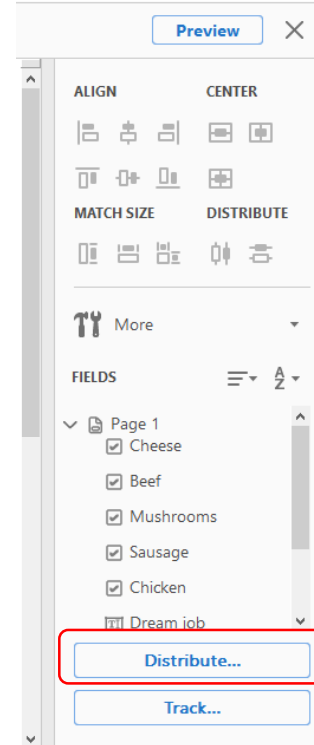 Preview
ALIGN CENTER
MATCH SIZE DISTRIBUTE
More
FIELDS A Z
Page 1
Cheese
Beef
Mushrooms
Sausage
Chicken
T Dream job
Distribute...
Track...